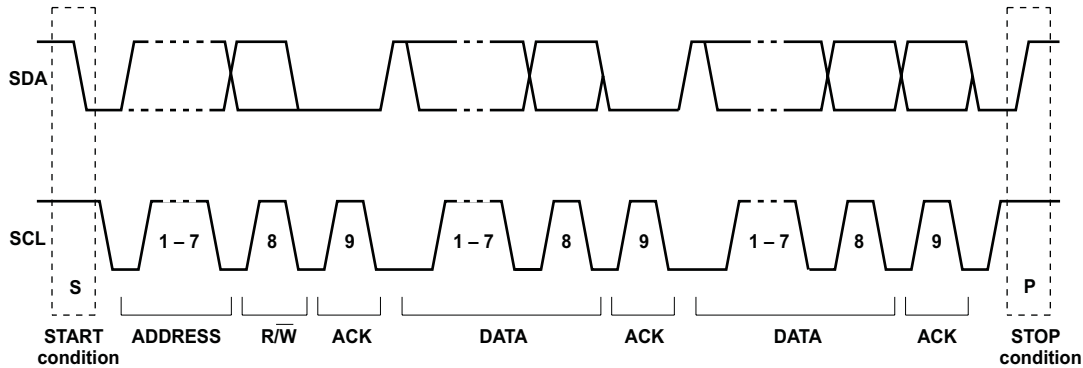 SDA
SCL
1 – 7 8 9 1 – 7 8 9 1 – 7 8 9
S P
START condition ADDRESS R/W̅ ACK DATA ACK DATA ACK STOP condition